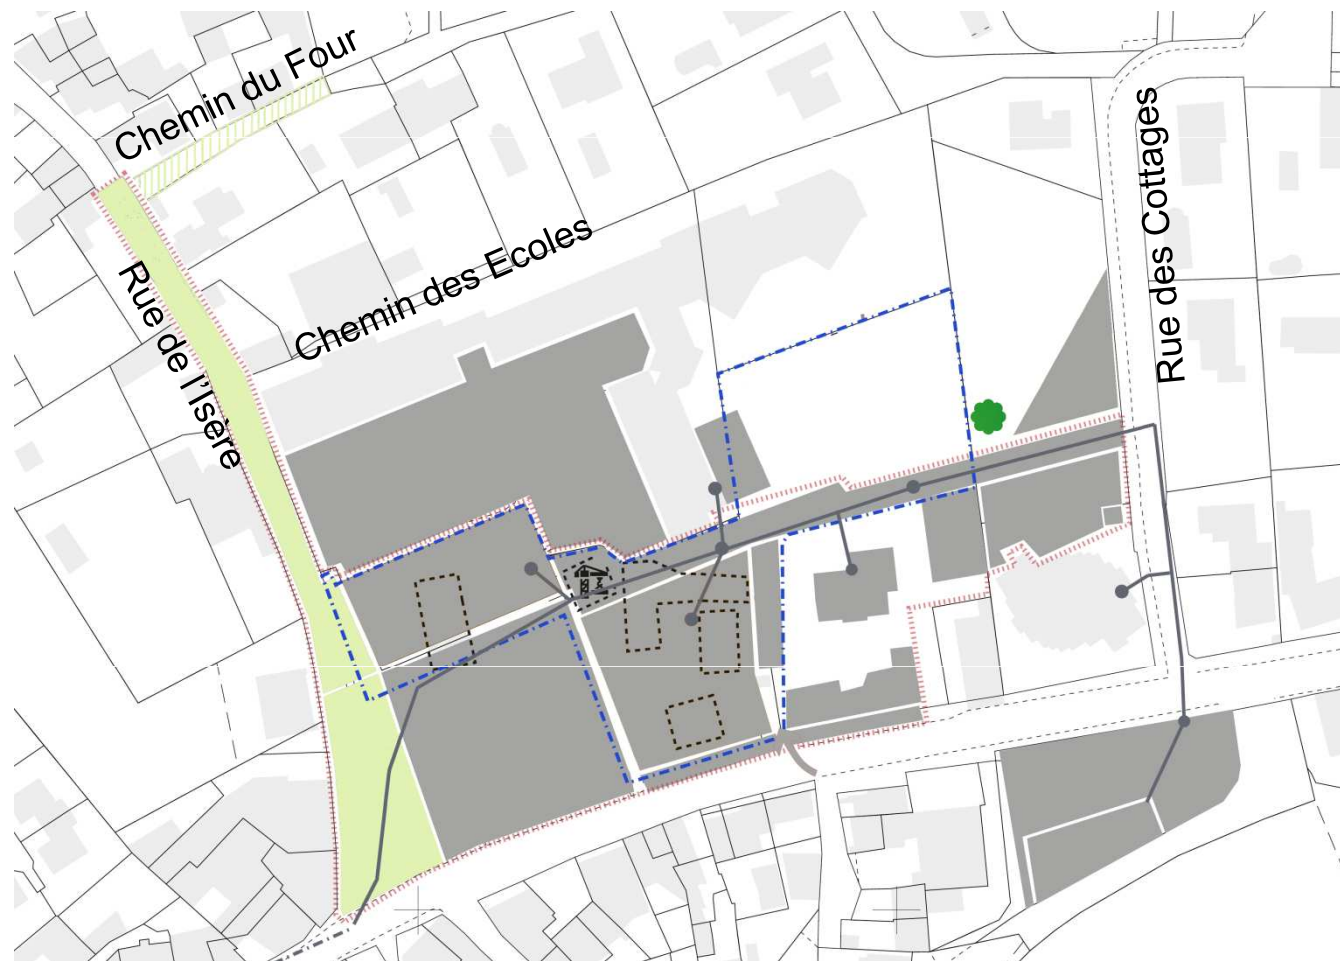 Chemin du Four
Rue des Cottages
Chemin des Ecoles
Rue de l'Isère